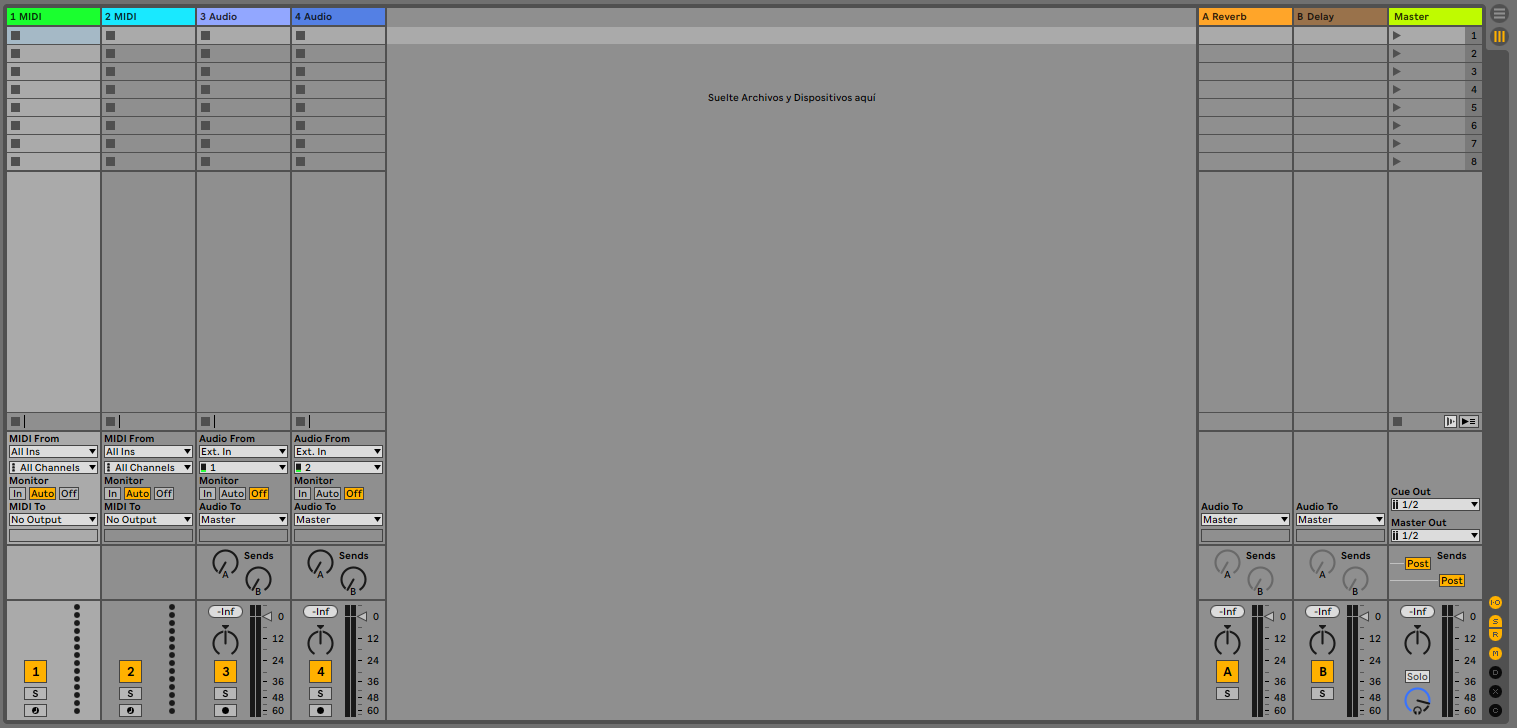 1 MIDI 2 MIDI 3 Audio 4 Audio A Reverb B Delay Master
1
2
3
4
Suelte Archivos y Dispositivos aquí
5
6
7
8
MIDI From MIDI From Audio From Audio From
All Ins All Ins Ext. In Ext. In
All Channels All Channels 1 2
Monitor Monitor Monitor Monitor
In Auto Off In Auto Off In Auto Off In Auto Off Cue Out
1/2
MIDI To MIDI To Audio To Audio To Audio To Audio To
No Output No Output Master Master Master Master Master Out
1/2
Sends Sends Sends Sends Sends
Post
A A A A
Post
B B B B
I·O
-Inf -Inf -Inf -Inf -Inf
0 0 0 0 0 S
12 12 12 12 12 R
M
24 24 24 24 24
1 2 3 4 A B D
Solo
36 36 36 36 36
S S S S S S X
48 48 48 48 48
60 60 60 60 60 C